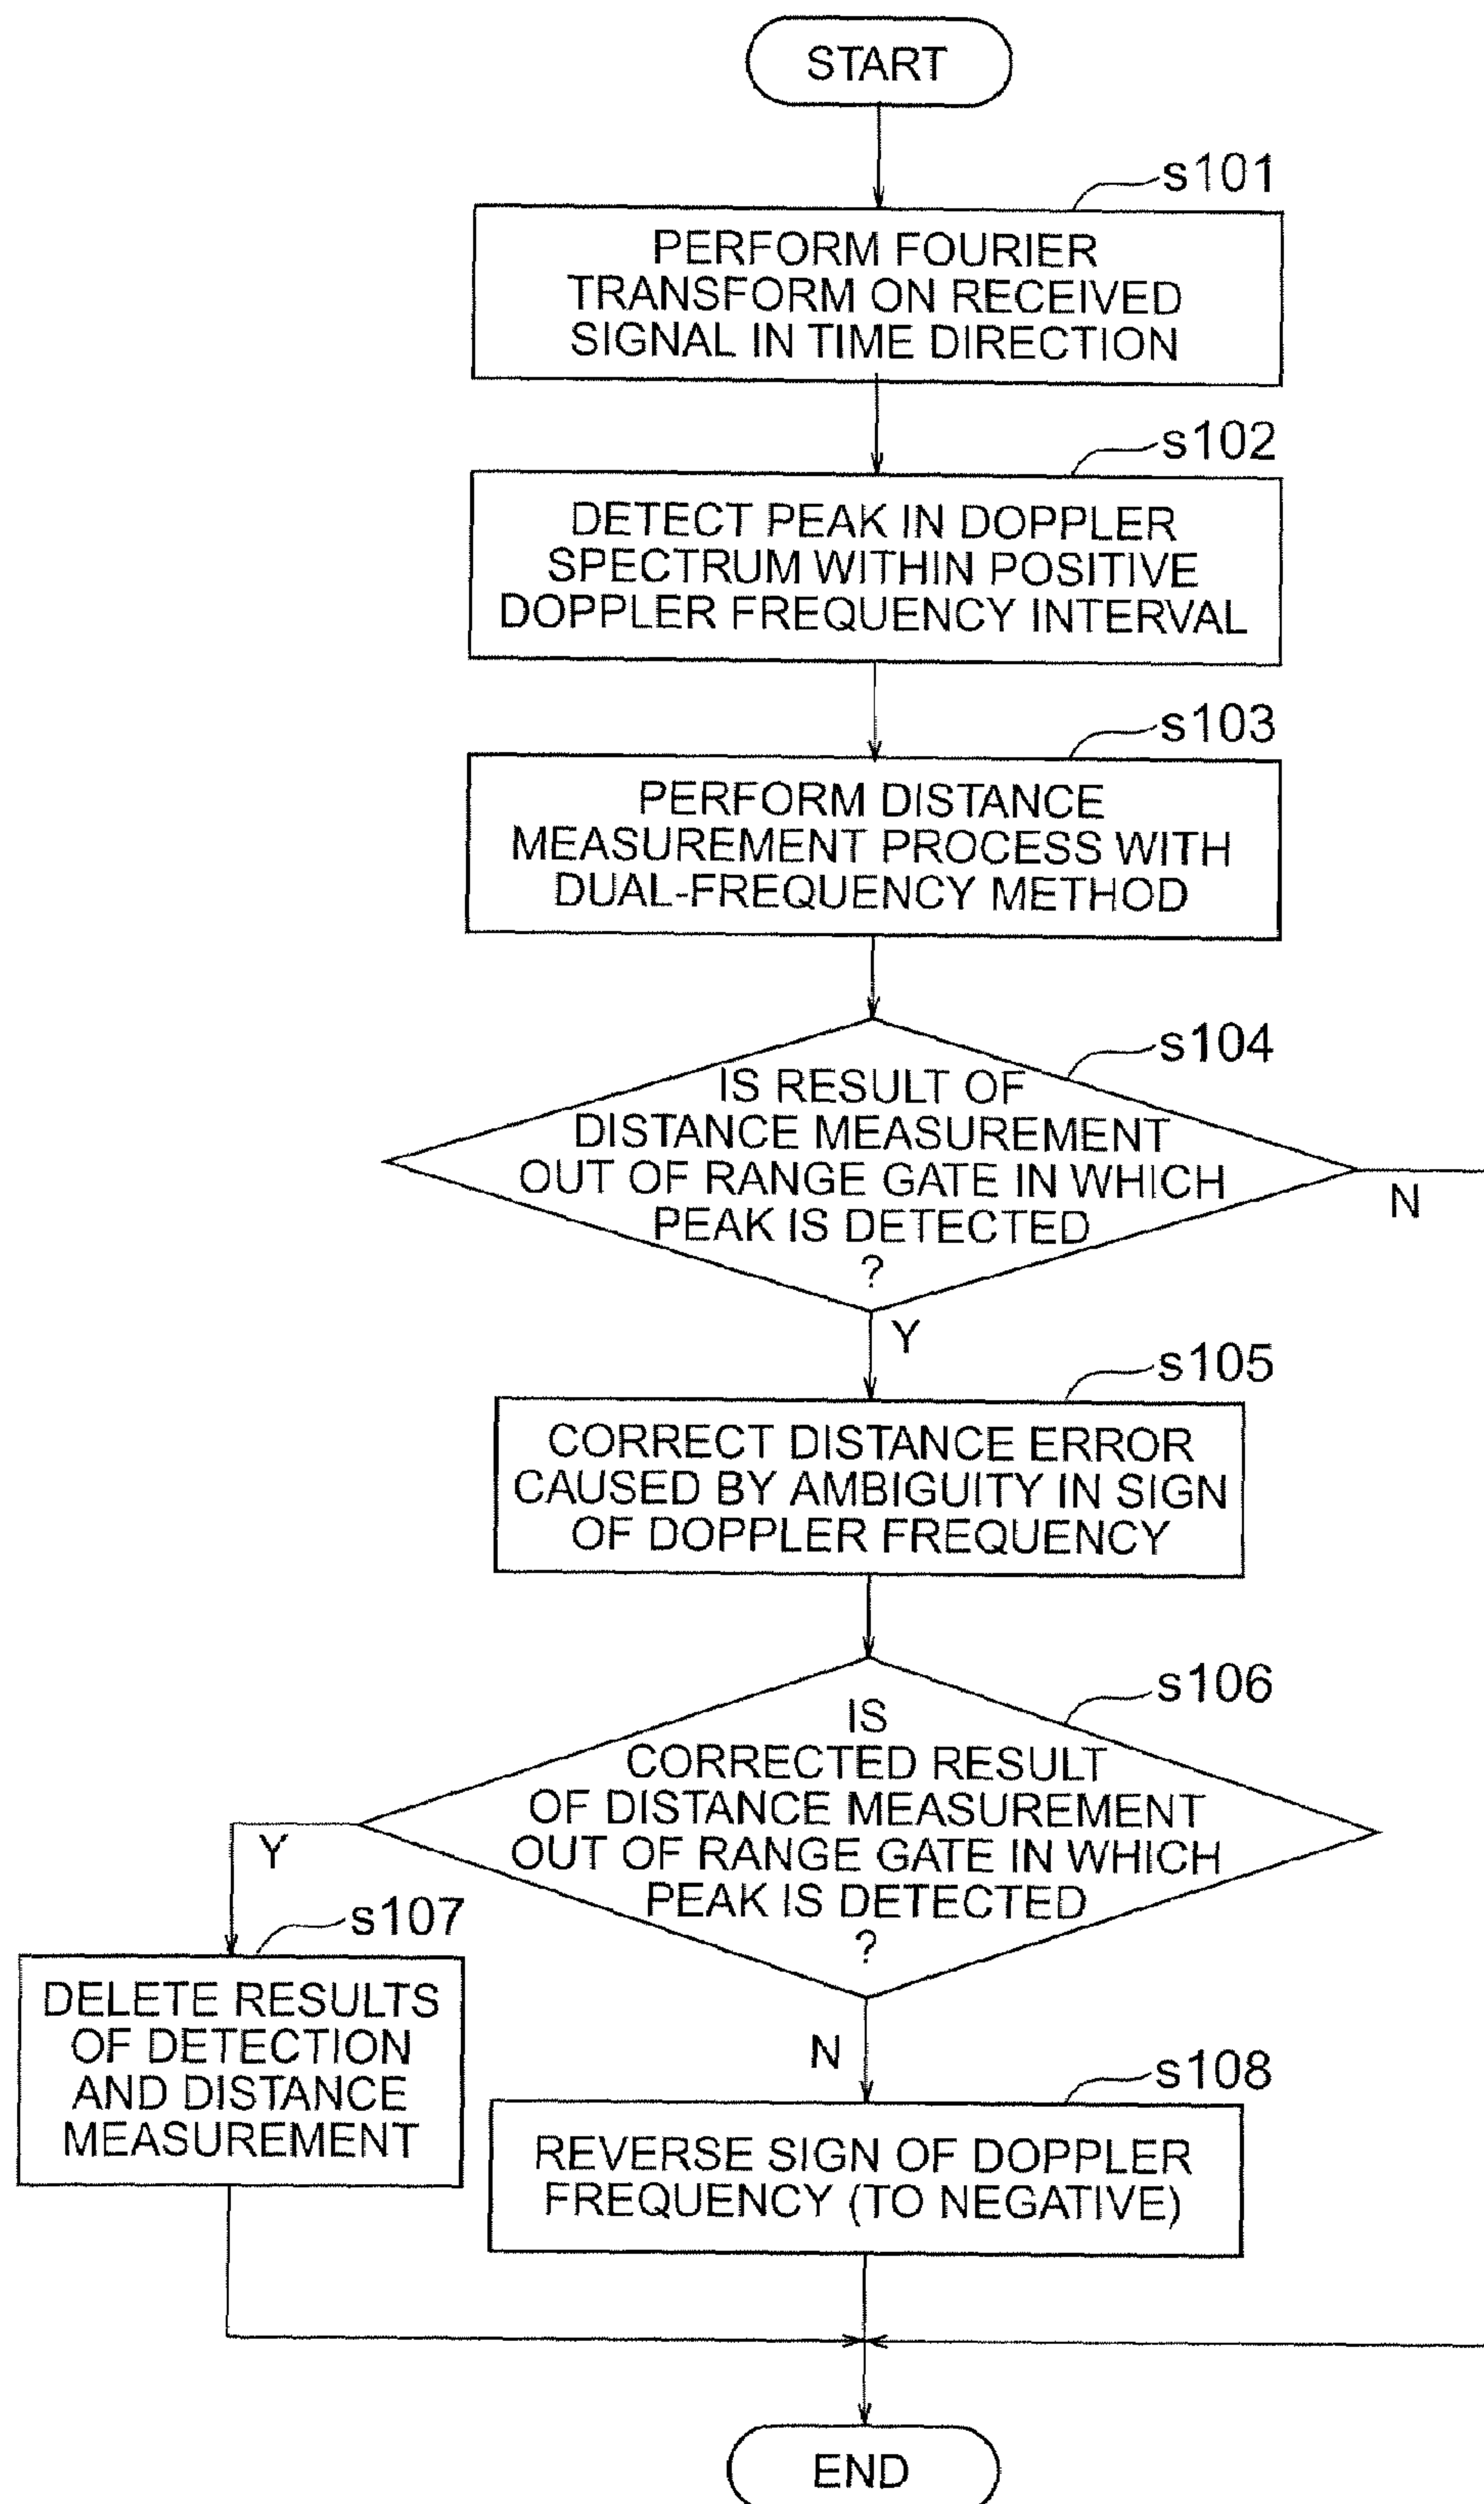 START
s101
PERFORM FOURIER
TRANSFORM ON RECEIVED
SIGNAL IN TIME DIRECTION
s102
DETECT PEAK IN DOPPLER
SPECTRUM WITHIN POSITIVE
DOPPLER FREQUENCY INTERVAL
s103
PERFORM DISTANCE
MEASUREMENT PROCESS WITH
DUAL-FREQUENCY METHOD
s104
IS RESULT OF
DISTANCE MEASUREMENT
OUT OF RANGE GATE IN WHICH
PEAK IS DETECTED
?
N
Y
s105
CORRECT DISTANCE ERROR
CAUSED BY AMBIGUITY IN SIGN
OF DOPPLER FREQUENCY
s106
IS
CORRECTED RESULT
OF DISTANCE MEASUREMENT
OUT OF RANGE GATE IN WHICH
PEAK IS DETECTED
?
Y
s107
DELETE RESULTS
OF DETECTION
AND DISTANCE
MEASUREMENT
N
s108
REVERSE SIGN OF DOPPLER
FREQUENCY (TO NEGATIVE)
END